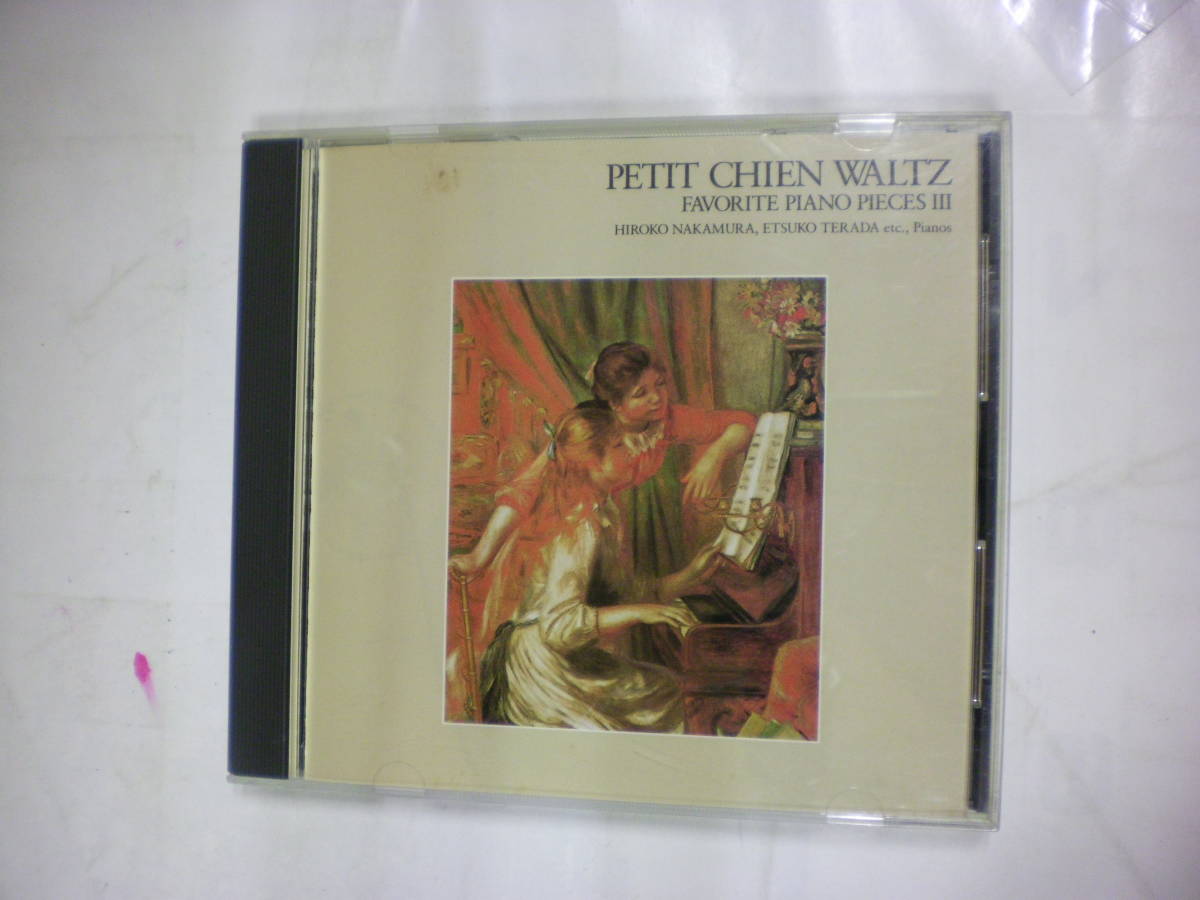 PETIT CHIEN WALTZ
FAVORITE PIANO PIECES III
HIROKO NAKAMURA, ETSUKO TERADA etc., Pianos